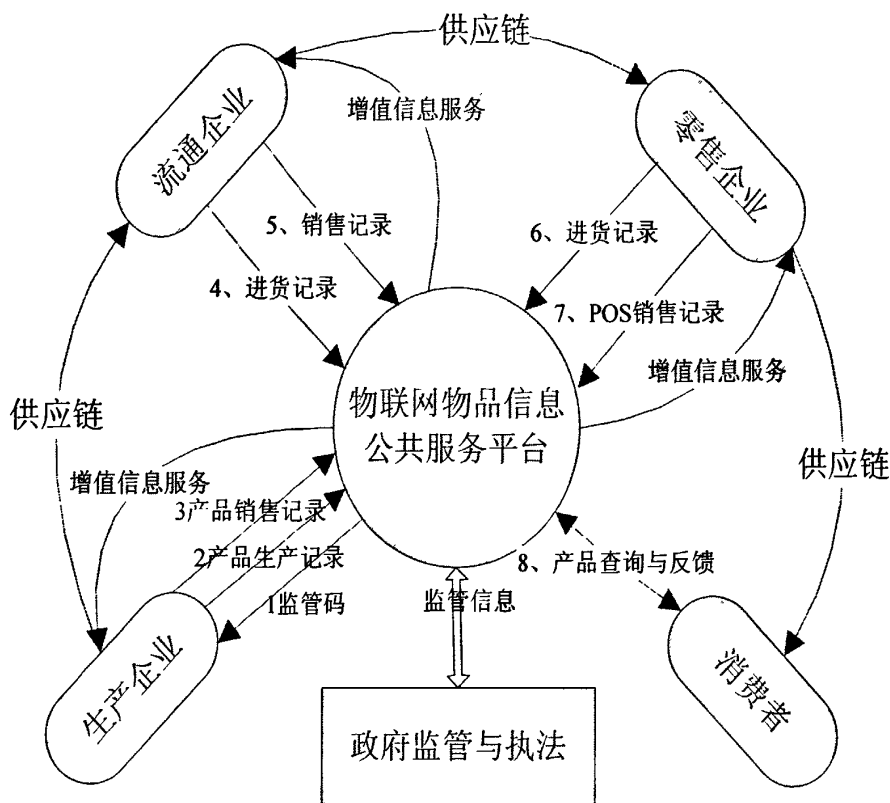 供应链
流通企业
增值信息服务
零售企业
5、销售记录
6、进货记录
4、进货记录
7、POS销售记录
物联网物品信息
公共服务平台
增值信息服务
供应链
供应链
增值信息服务
3产品销售记录
2产品生产记录
8、产品查询与反馈
1监管码
监管信息
生产企业
消费者
政府监管与执法